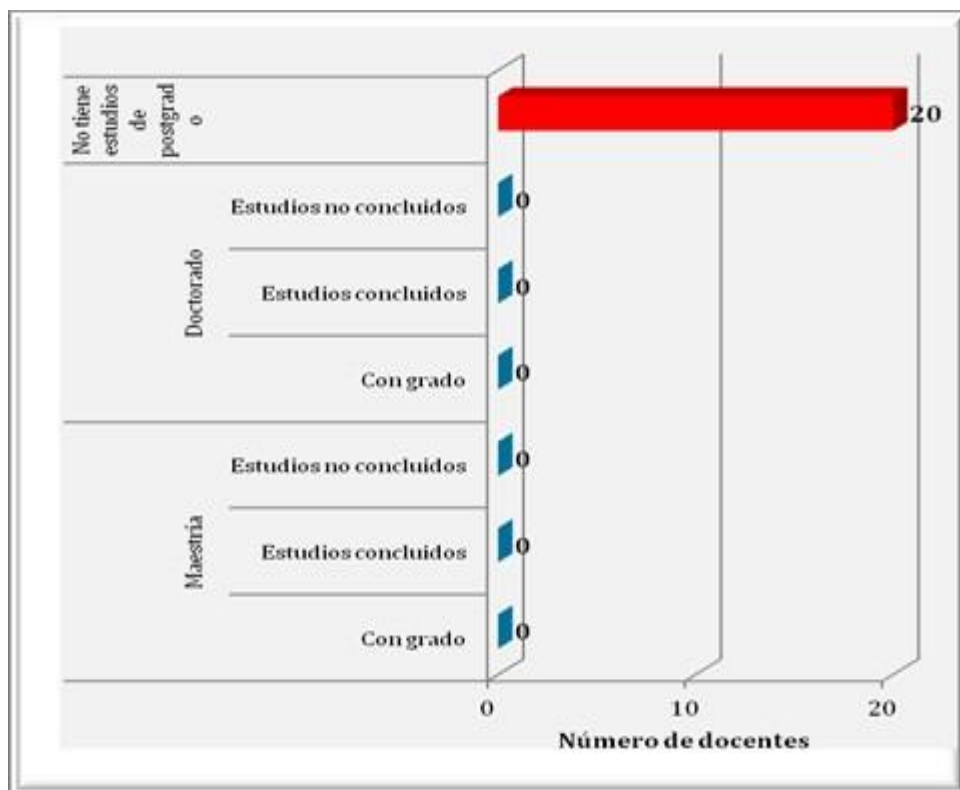 No tiene
estudios
de
postgrad
o
20
Doctorado
Estudios no concluidos
0
Estudios concluidos
0
Con grado
0
Maestria
Estudios no concluidos
0
Estudios concluidos
0
Con grado
0
0
10
20
Número de docentes